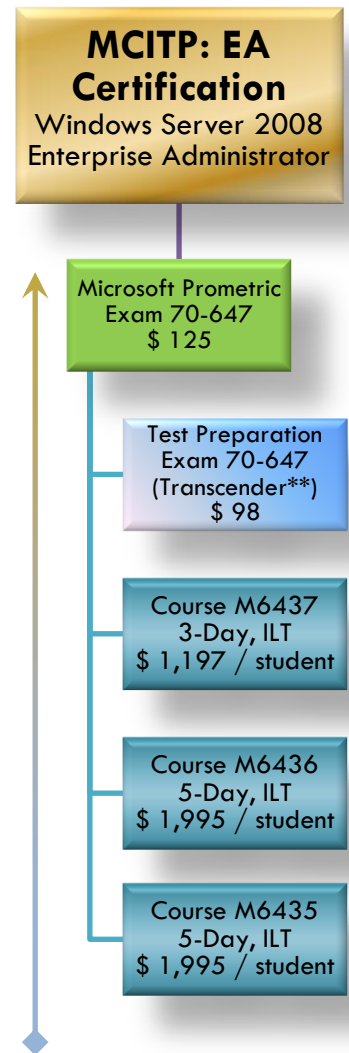 MCITP: EA
Certification
Windows Server 2008
Enterprise Administrator
Microsoft Prometric
Exam 70-647
$ 125
Test Preparation
Exam 70-647
(Transcender**)
$ 98
Course M6437
3-Day, ILT
$ 1,197 / student
Course M6436
5-Day, ILT
$ 1,995 / student
Course M6435
5-Day, ILT
$ 1,995 / student